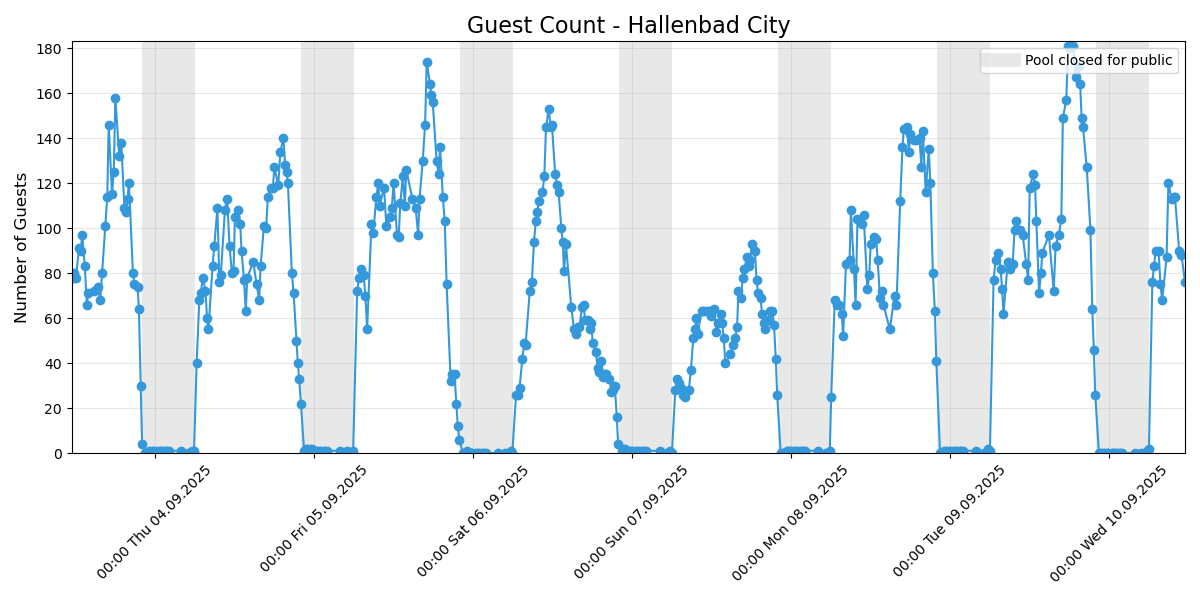 Guest Count - Hallenbad City
Pool closed for public
Number of Guests
180
160
140
120
100
80
60
40
20
0
00:00 Thu 04.09.2025
00:00 Fri 05.09.2025
00:00 Sat 06.09.2025
00:00 Sun 07.09.2025
00:00 Mon 08.09.2025
00:00 Tue 09.09.2025
00:00 Wed 10.09.2025